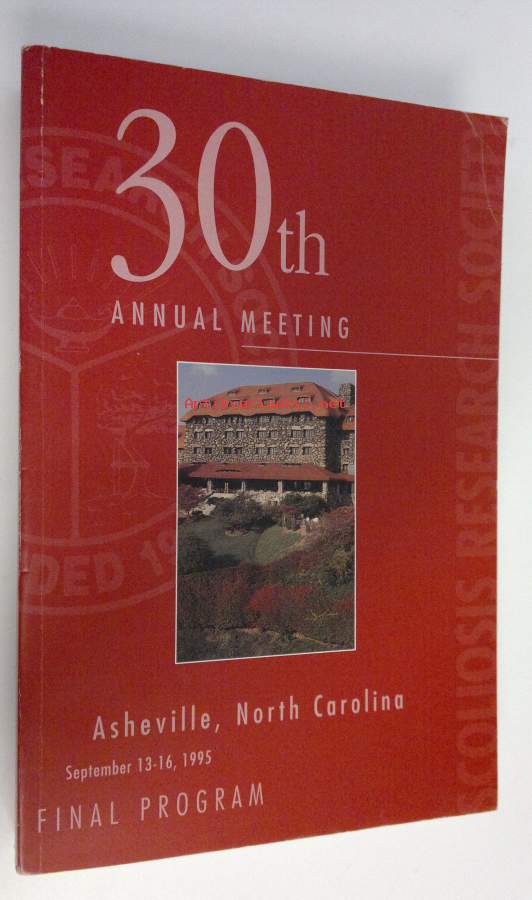 30th
ANNUAL MEETING
SCOLIOSIS RESEARCH SOCIETY
Asheville, North Carolina
September 13-16, 1995
FINAL PROGRAM